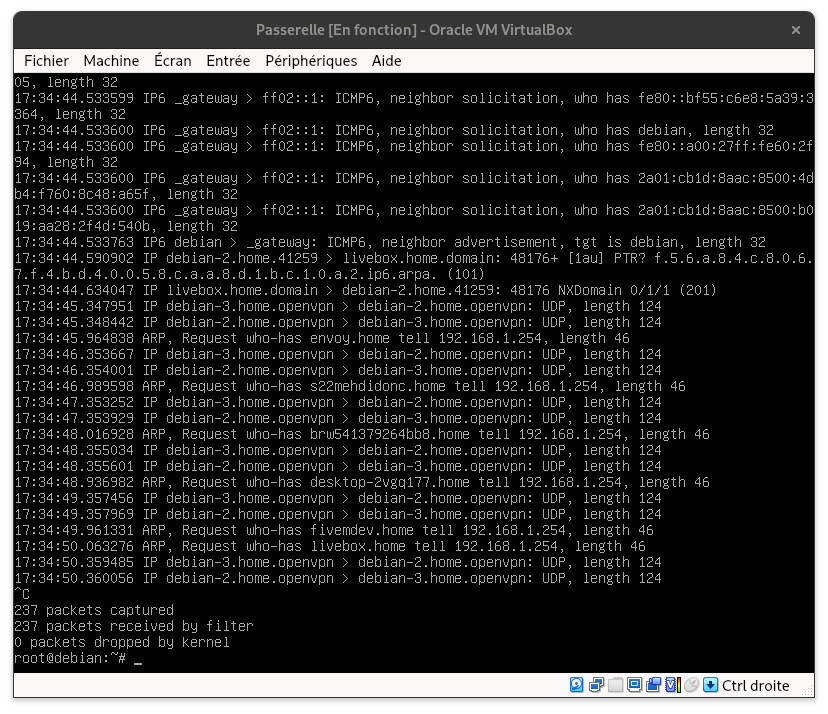 Passerelle [En fonction] - Oracle VM VirtualBox
Fichier Machine Écran Entrée Périphériques Aide
05, length 32
17:34:44.533599 IP6 _gateway > ff02::1: ICMP6, neighbor solicitation, who has fe80::bf55:c6e8:5a39:3
364, length 32
17:34:44.533600 IP6 _gateway > ff02::1: ICMP6, neighbor solicitation, who has debian, length 32
17:34:44.533600 IP6 _gateway > ff02::1: ICMP6, neighbor solicitation, who has fe80::a00:27ff:fe60:2f
94, length 32
17:34:44.533600 IP6 _gateway > ff02::1: ICMP6, neighbor solicitation, who has 2a01:cb1d:8aac:8500:4d
b4:f760:8c48:a65f, length 32
17:34:44.533600 IP6 _gateway > ff02::1: ICMP6, neighbor solicitation, who has 2a01:cb1d:8aac:8500:b0
19:aa28:2f4d:540b, length 32
17:34:44.533763 IP6 debian > _gateway: ICMP6, neighbor advertisement, tgt is debian, length 32
17:34:44.590902 IP debian-2.home.41259 > livebox.home.domain: 48176+ [1au] PTR? f.5.6.a.8.4.c.8.0.6.
7.f.4.b.d.4.0.0.5.8.c.a.a.8.d.1.b.c.1.0.a.2.ip6.arpa. (101)
17:34:44.634047 IP livebox.home.domain > debian-2.home.41259: 48176 NXDomain 0/1/1 (201)
17:34:45.347951 IP debian-3.home.openvpn > debian-2.home.openvpn: UDP, length 124
17:34:45.348442 IP debian-2.home.openvpn > debian-3.home.openvpn: UDP, length 124
17:34:45.964838 ARP, Request who-has envoy.home tell 192.168.1.254, length 46
17:34:46.353667 IP debian-3.home.openvpn > debian-2.home.openvpn: UDP, length 124
17:34:46.354001 IP debian-2.home.openvpn > debian-3.home.openvpn: UDP, length 124
17:34:46.989598 ARP, Request who-has s22mehdidonc.home tell 192.168.1.254, length 46
17:34:47.353252 IP debian-3.home.openvpn > debian-2.home.openvpn: UDP, length 124
17:34:47.353929 IP debian-2.home.openvpn > debian-3.home.openvpn: UDP, length 124
17:34:48.016928 ARP, Request who-has brw541379264bb8.home tell 192.168.1.254, length 46
17:34:48.355034 IP debian-3.home.openvpn > debian-2.home.openvpn: UDP, length 124
17:34:48.355601 IP debian-2.home.openvpn > debian-3.home.openvpn: UDP, length 124
17:34:48.936982 ARP, Request who-has desktop-2vgq177.home tell 192.168.1.254, length 46
17:34:49.357456 IP debian-3.home.openvpn > debian-2.home.openvpn: UDP, length 124
17:34:49.357969 IP debian-2.home.openvpn > debian-3.home.openvpn: UDP, length 124
17:34:49.961331 ARP, Request who-has fivemdev.home tell 192.168.1.254, length 46
17:34:50.063276 ARP, Request who-has livebox.home tell 192.168.1.254, length 46
17:34:50.359485 IP debian-3.home.openvpn > debian-2.home.openvpn: UDP, length 124
17:34:50.360056 IP debian-2.home.openvpn > debian-3.home.openvpn: UDP, length 124
^C
237 packets captured
237 packets received by filter
0 packets dropped by kernel
root@debian:~# _
Ctrl droite